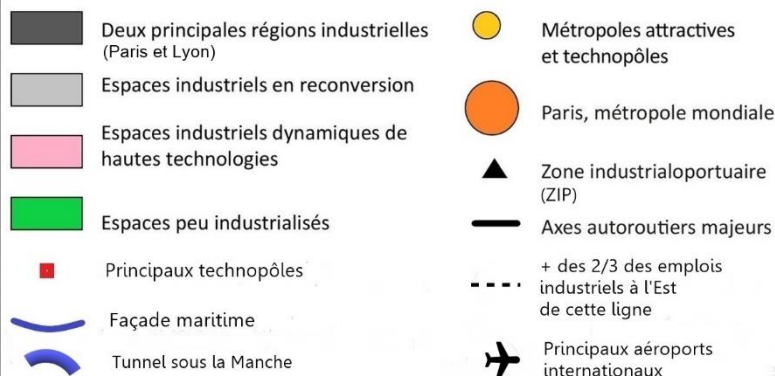 Deux principales régions industrielles
(Paris et Lyon)
Espaces industriels en reconversion
Espaces industriels dynamiques de
hautes technologies
Espaces peu industrialisés
Principaux technopôles
Façade maritime
Tunnel sous la Manche
Métropoles attractives
et technopôles
Paris, métropole mondiale
Zone industrialoportuaire
(ZIP)
Axes autoroutiers majeurs
+ des 2/3 des emplois
industriels à l'Est
de cette ligne
Principaux aéroports
internationaux